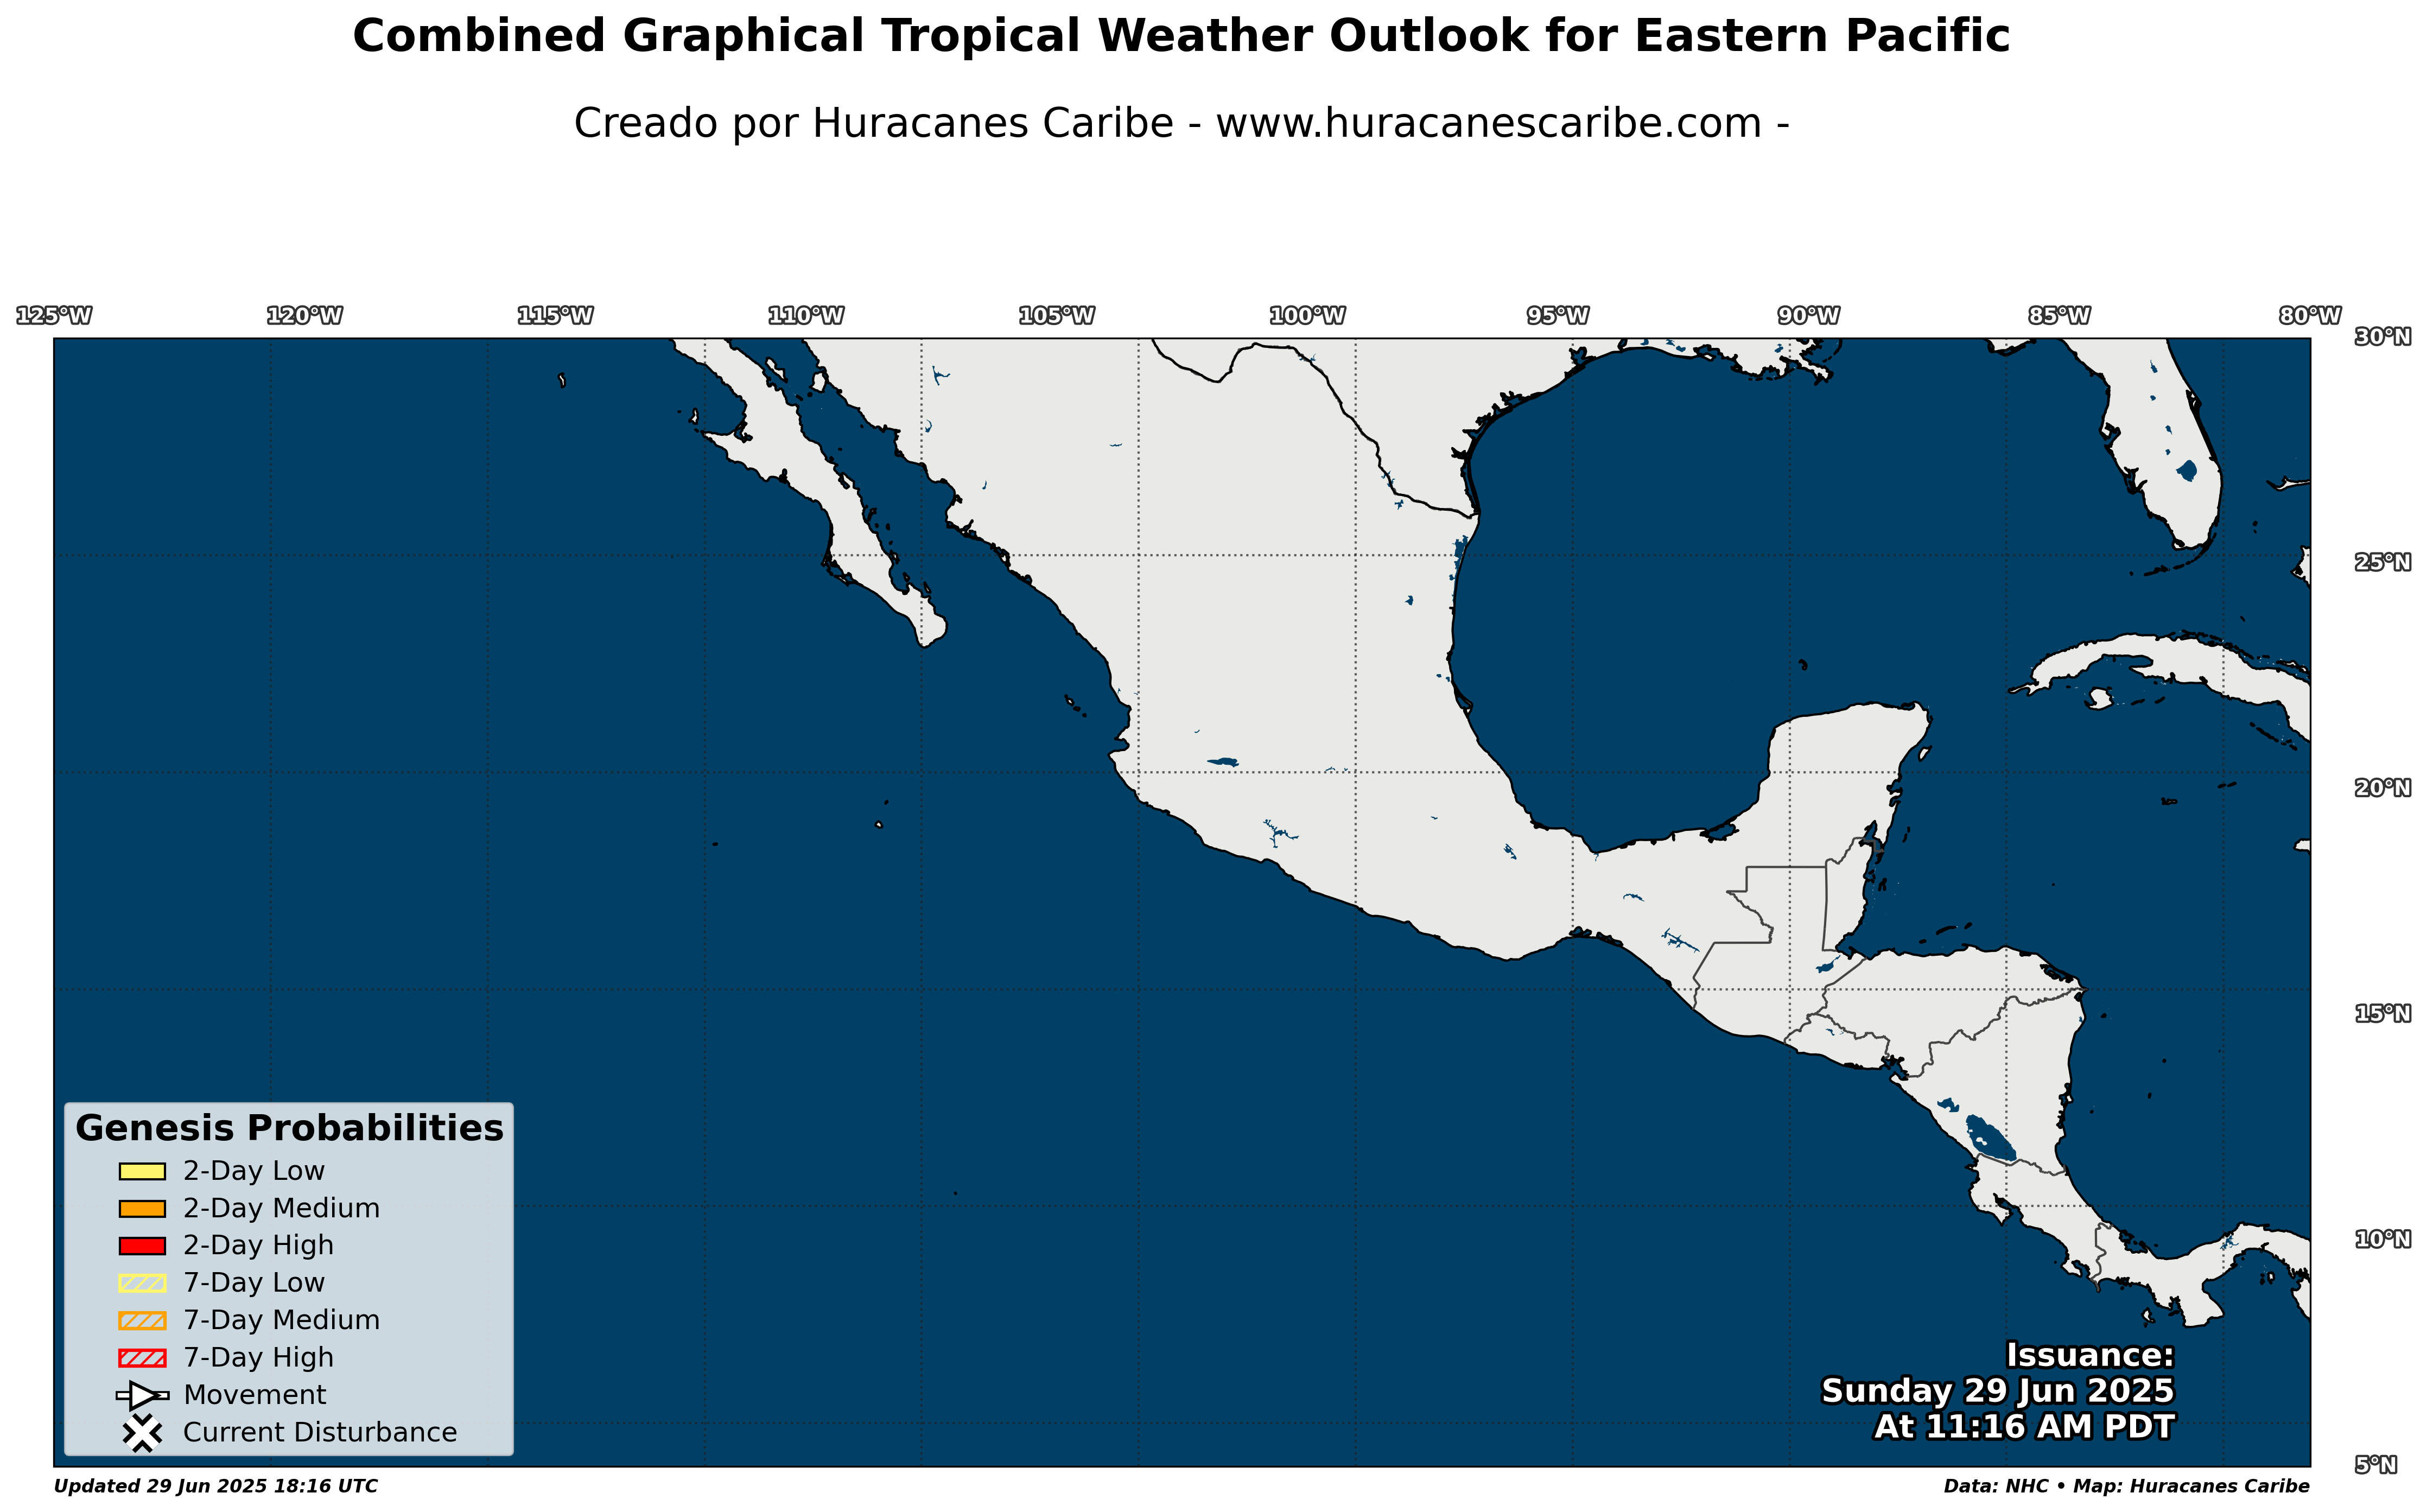 Combined Graphical Tropical Weather Outlook for Eastern Pacific
Creado por Huracanes Caribe - www.huracanescaribe.com -
125°W 120°W 115°W 110°W 105°W 100°W 95°W 90°W 85°W 80°W
30°N
25°N
20°N
15°N
10°N
5°N
Genesis Probabilities
2-Day Low
2-Day Medium
2-Day High
7-Day Low
7-Day Medium
7-Day High
Movement
Current Disturbance
Issuance:
Sunday 29 Jun 2025
At 11:16 AM PDT
Updated 29 Jun 2025 18:16 UTC
Data: NHC • Map: Huracanes Caribe